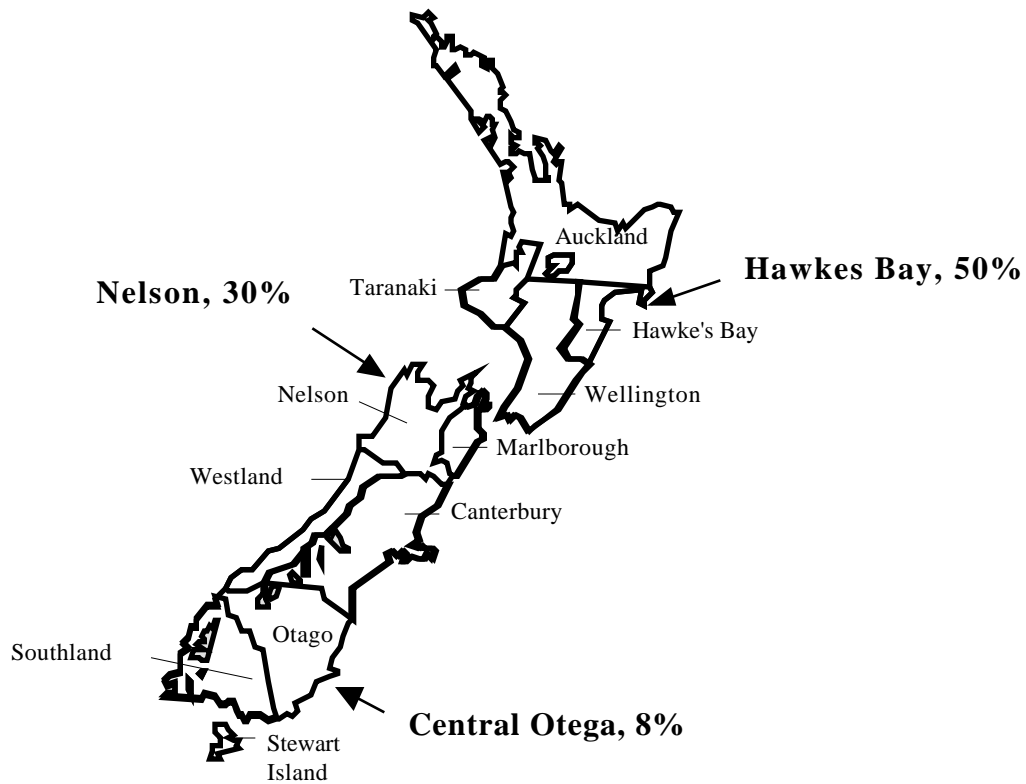 Auckland
Hawkes Bay, 50%
Taranaki
Nelson, 30%
Hawke's Bay
Nelson
Wellington
Marlborough
Westland
Canterbury
Otago
Southland
Central Otega, 8%
Stewart
Island